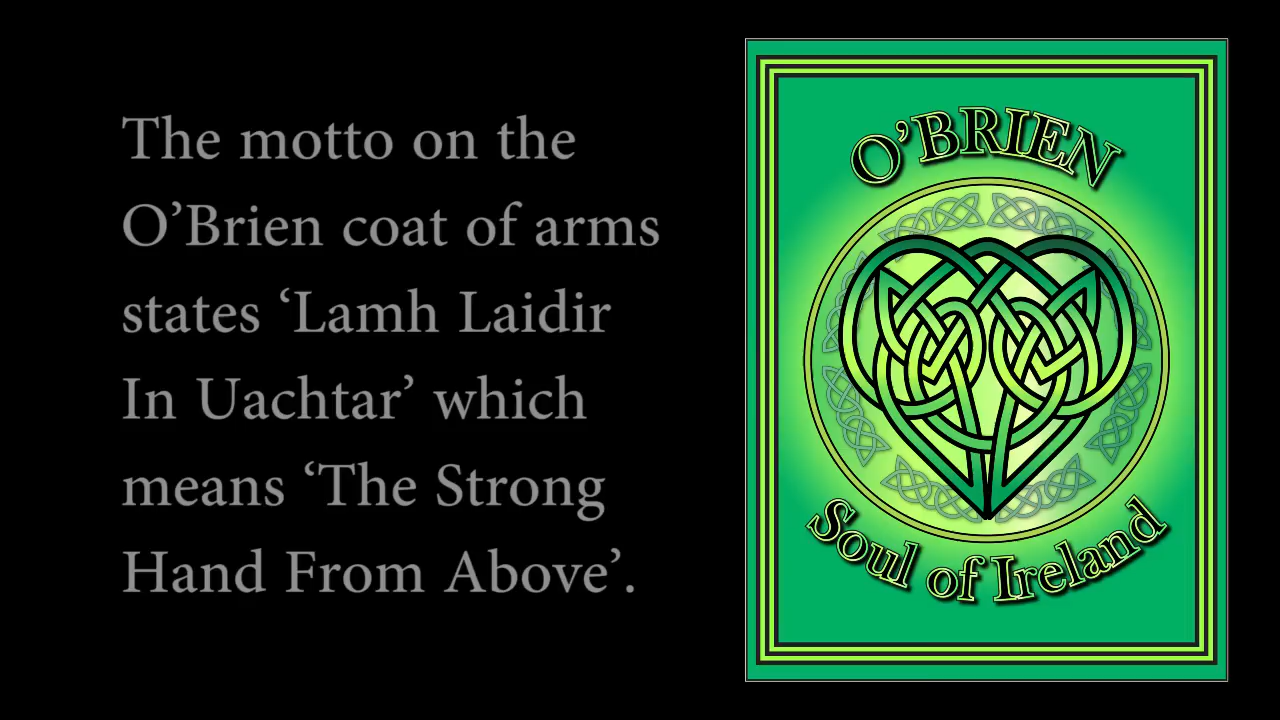 The motto on the
O’Brien coat of arms
states ‘Lamh Laidir
In Uachtar’ which
means ‘The Strong
Hand From Above’.
O’BRIEN
Soul of Ireland